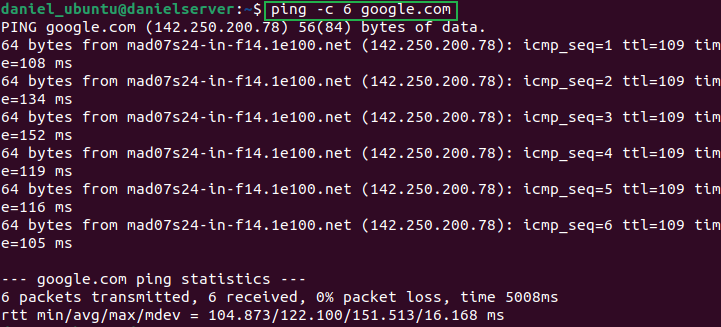 daniel_ubuntu@danielserver:~$ ping -c 6 google.com
PING google.com (142.250.200.78) 56(84) bytes of data.
64 bytes from mad07s24-in-f14.1e100.net (142.250.200.78): icmp_seq=1 ttl=109 tim
e=108 ms
64 bytes from mad07s24-in-f14.1e100.net (142.250.200.78): icmp_seq=2 ttl=109 tim
e=134 ms
64 bytes from mad07s24-in-f14.1e100.net (142.250.200.78): icmp_seq=3 ttl=109 tim
e=152 ms
64 bytes from mad07s24-in-f14.1e100.net (142.250.200.78): icmp_seq=4 ttl=109 tim
e=119 ms
64 bytes from mad07s24-in-f14.1e100.net (142.250.200.78): icmp_seq=5 ttl=109 tim
e=116 ms
64 bytes from mad07s24-in-f14.1e100.net (142.250.200.78): icmp_seq=6 ttl=109 tim
e=105 ms
--- google.com ping statistics ---
6 packets transmitted, 6 received, 0% packet loss, time 5008ms
rtt min/avg/max/mdev = 104.873/122.100/151.513/16.168 ms